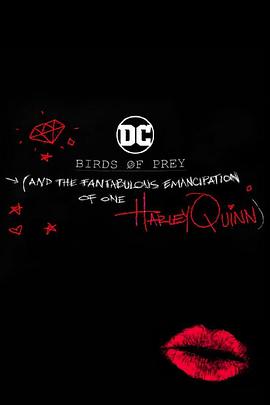 DC
BIRDS OF PREY
(AND THE FANTABULOUS EMANCIPATION
OF ONE
HARLEY QUINN)